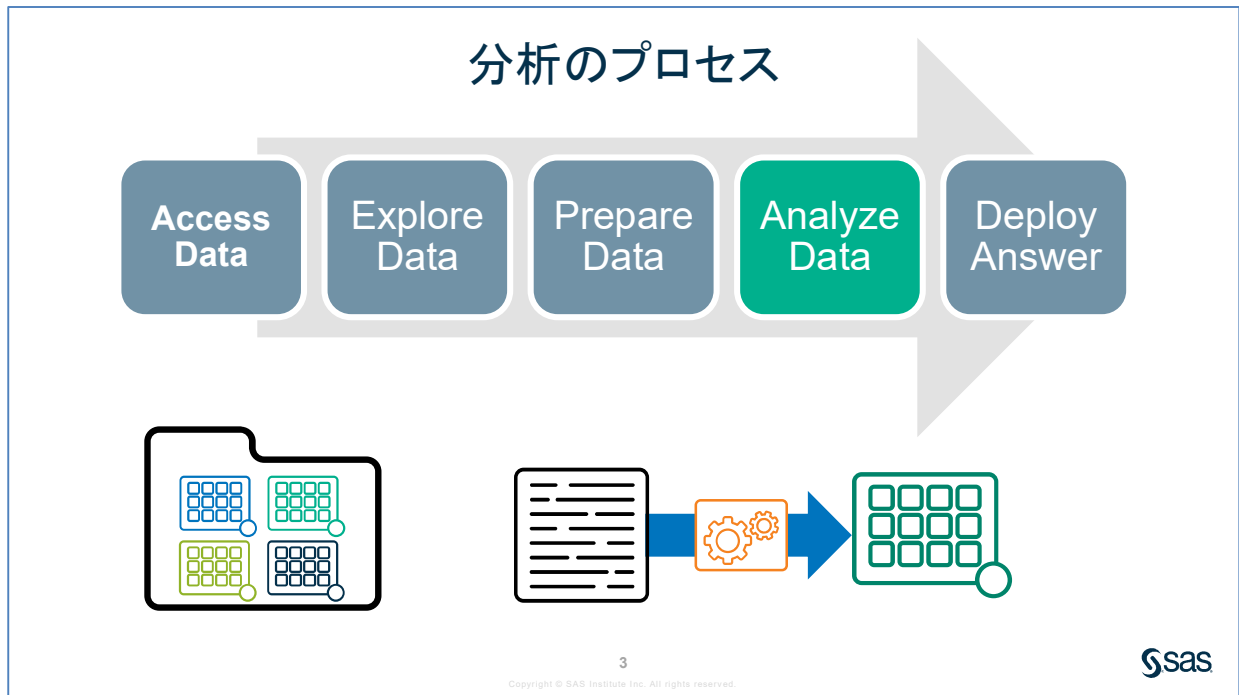 分析のプロセス
Access
Data
Explore
Data
Prepare
Data
Analyze
Data
Deploy
Answer
3
Copyright © SAS Institute Inc. All rights reserved.
sas